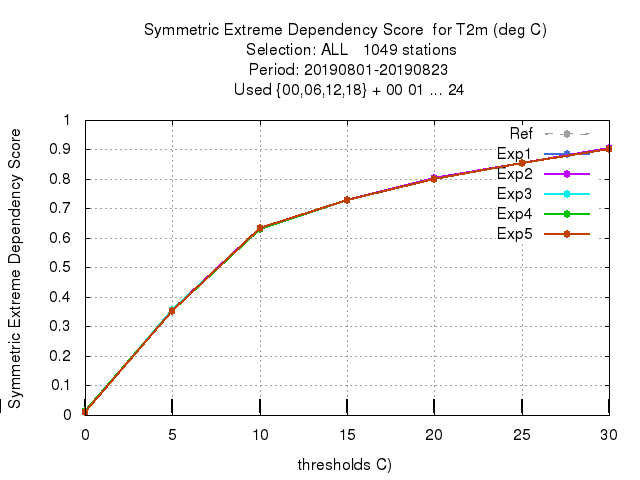 Symmetric Extreme Dependency Score for T2m (deg C)
Selection: ALL 1049 stations
Period: 20190801-20190823
Used {00,06,12,18} + 00 01 ... 24
Symmetric Extreme Dependency Score
1
0.9
0.8
0.7
0.6
0.5
0.4
0.3
0.2
0.1
0
Ref
Exp1
Exp2
Exp3
Exp4
Exp5
0 5 10 15 20 25 30
thresholds C)